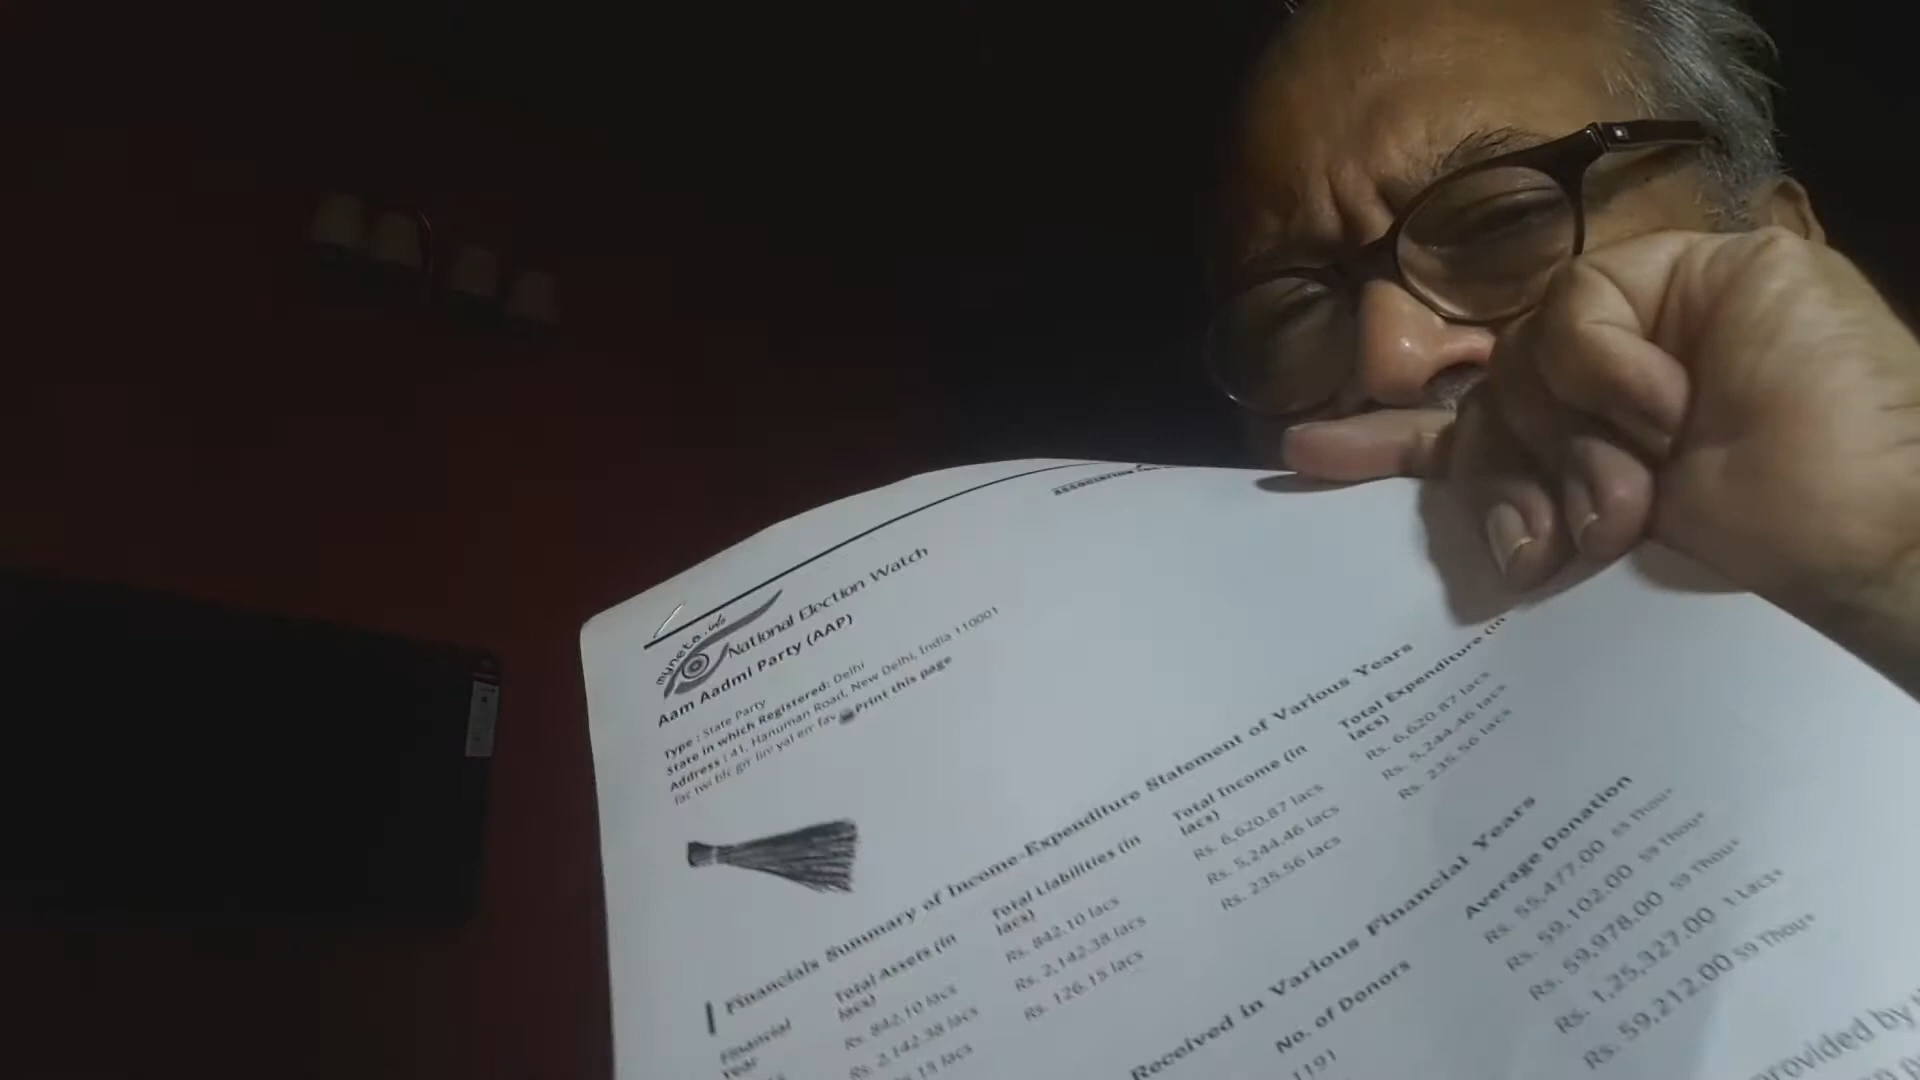 myneta.info
National Election Watch
Aam Aadmi Party (AAP)
Type : State Party
State in which Registered: Delhi
Address : 41, Hanuman Road, New Delhi, India 110001
Print this page
Financials Summary of Income-Expenditure Statement of Various Years
Financial Year
Total Assets (in lacs)
Total Liabilities (in lacs)
Total Income (in lacs)
Total Expenditure (in lacs)
Rs. 842.10 lacs
Rs. 842.10 lacs
Rs. 6,620.87 lacs
Rs. 6,620.87 lacs
Rs. 2,142.38 lacs
Rs. 2,142.38 lacs
Rs. 5,244.46 lacs
Rs. 5,244.46 lacs
Rs. 126.15 lacs
Rs. 235.56 lacs
Rs. 235.56 lacs
Received in Various Financial Years
No. of Donors
Average Donation
1191
Rs. 55,477.00 55 Thou+
Rs. 59,102.00 59 Thou+
Rs. 59,978.00 59 Thou+
Rs. 1,25,327.00 1 Lacs+
Rs. 59,212.00 59 Thou+
provided by